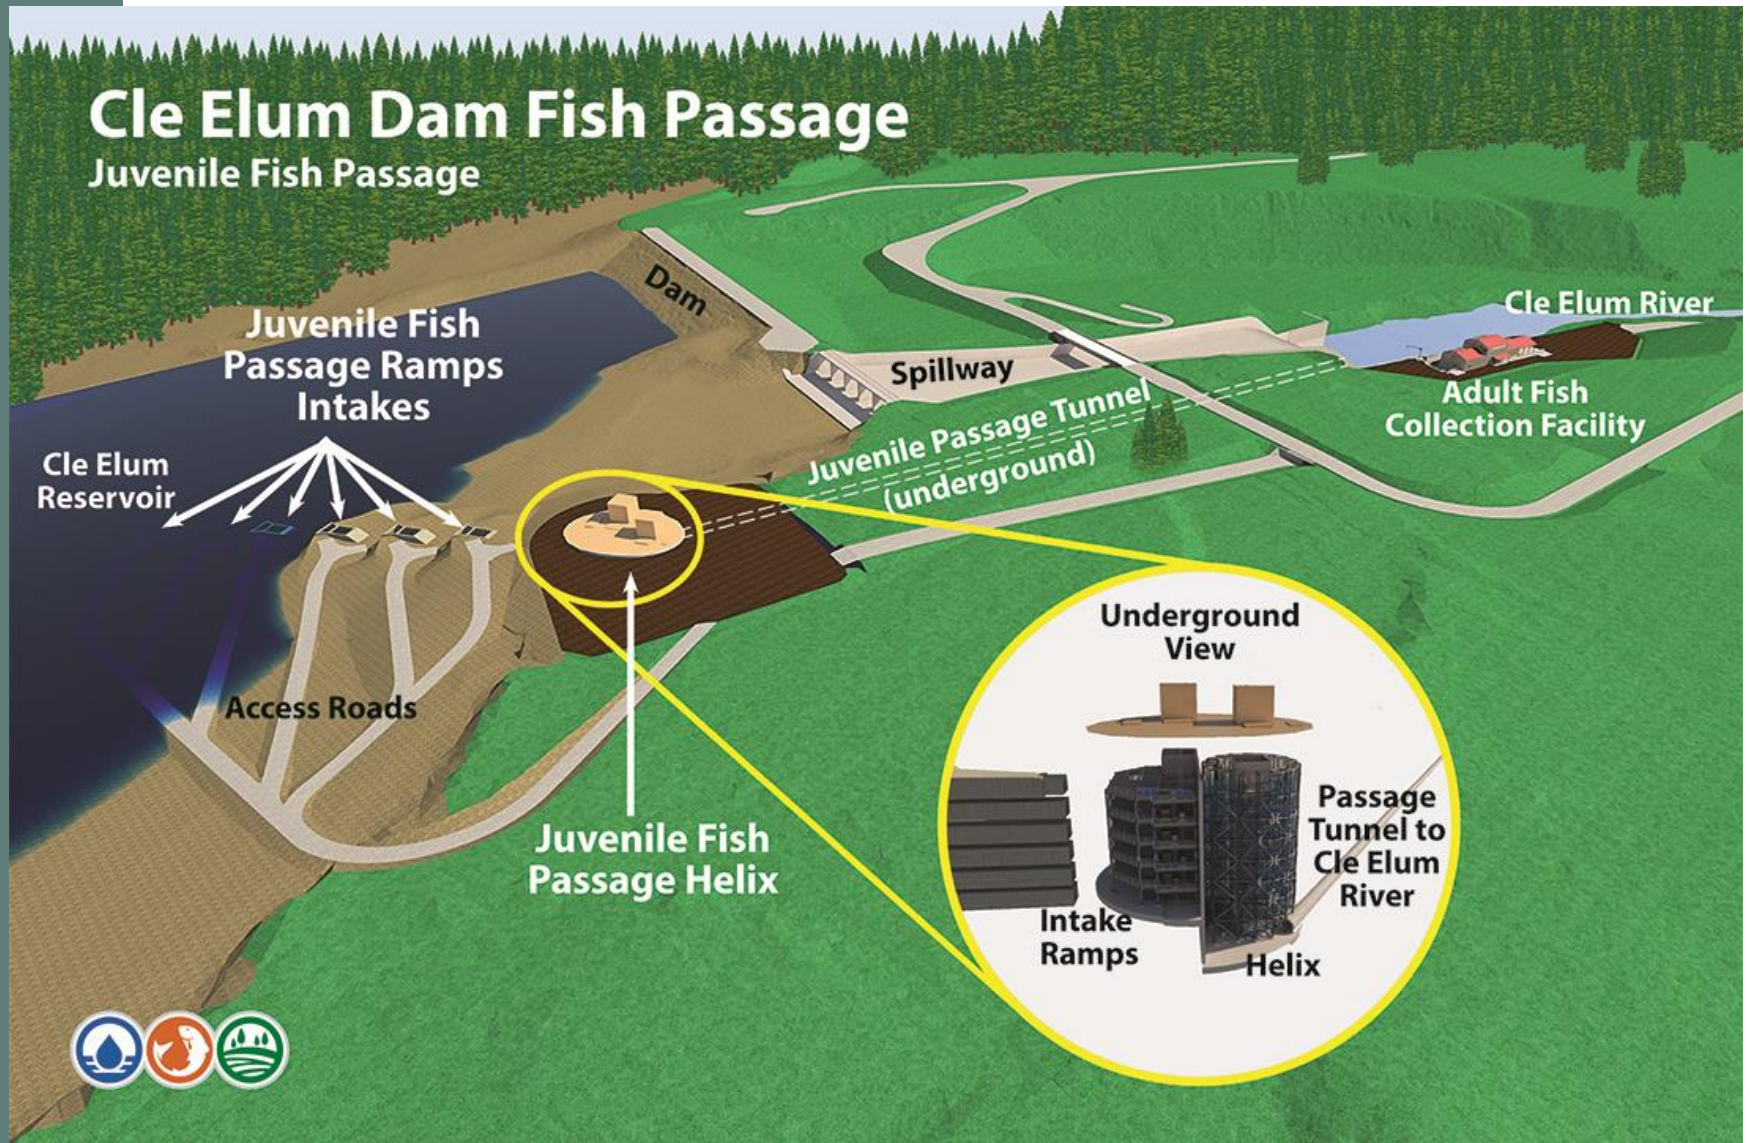 Cle Elum Dam Fish Passage
Juvenile Fish Passage
Dam
Cle Elum River
Juvenile Fish
Passage Ramps
Intakes
Spillway
Adult Fish
Collection Facility
Juvenile Passage Tunnel
(underground)
Cle Elum
Reservoir
Access Roads
Juvenile Fish
Passage Helix
Underground
View
Passage
Tunnel to
Cle Elum
River
Intake
Ramps
Helix